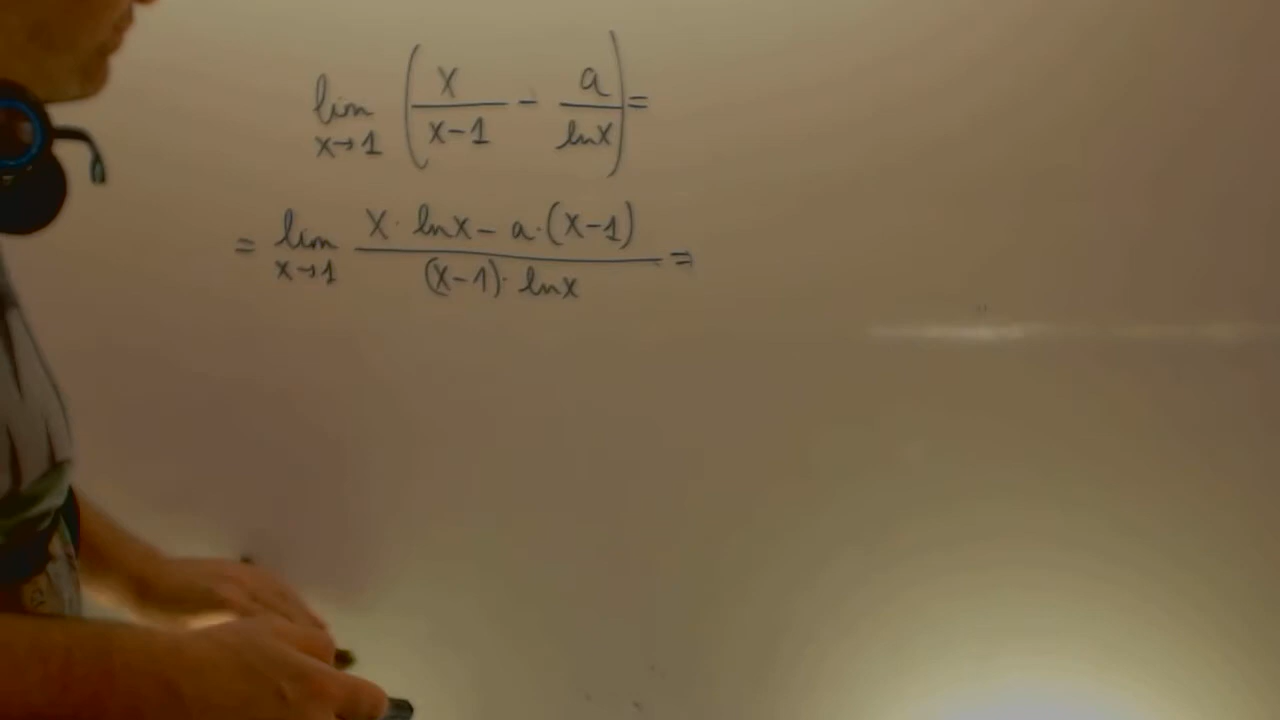 lim x→1 (x/(x-1) - a/lnx) =
= lim x→1 (x · lnx - a·(x-1))/((x-1)· lnx) =